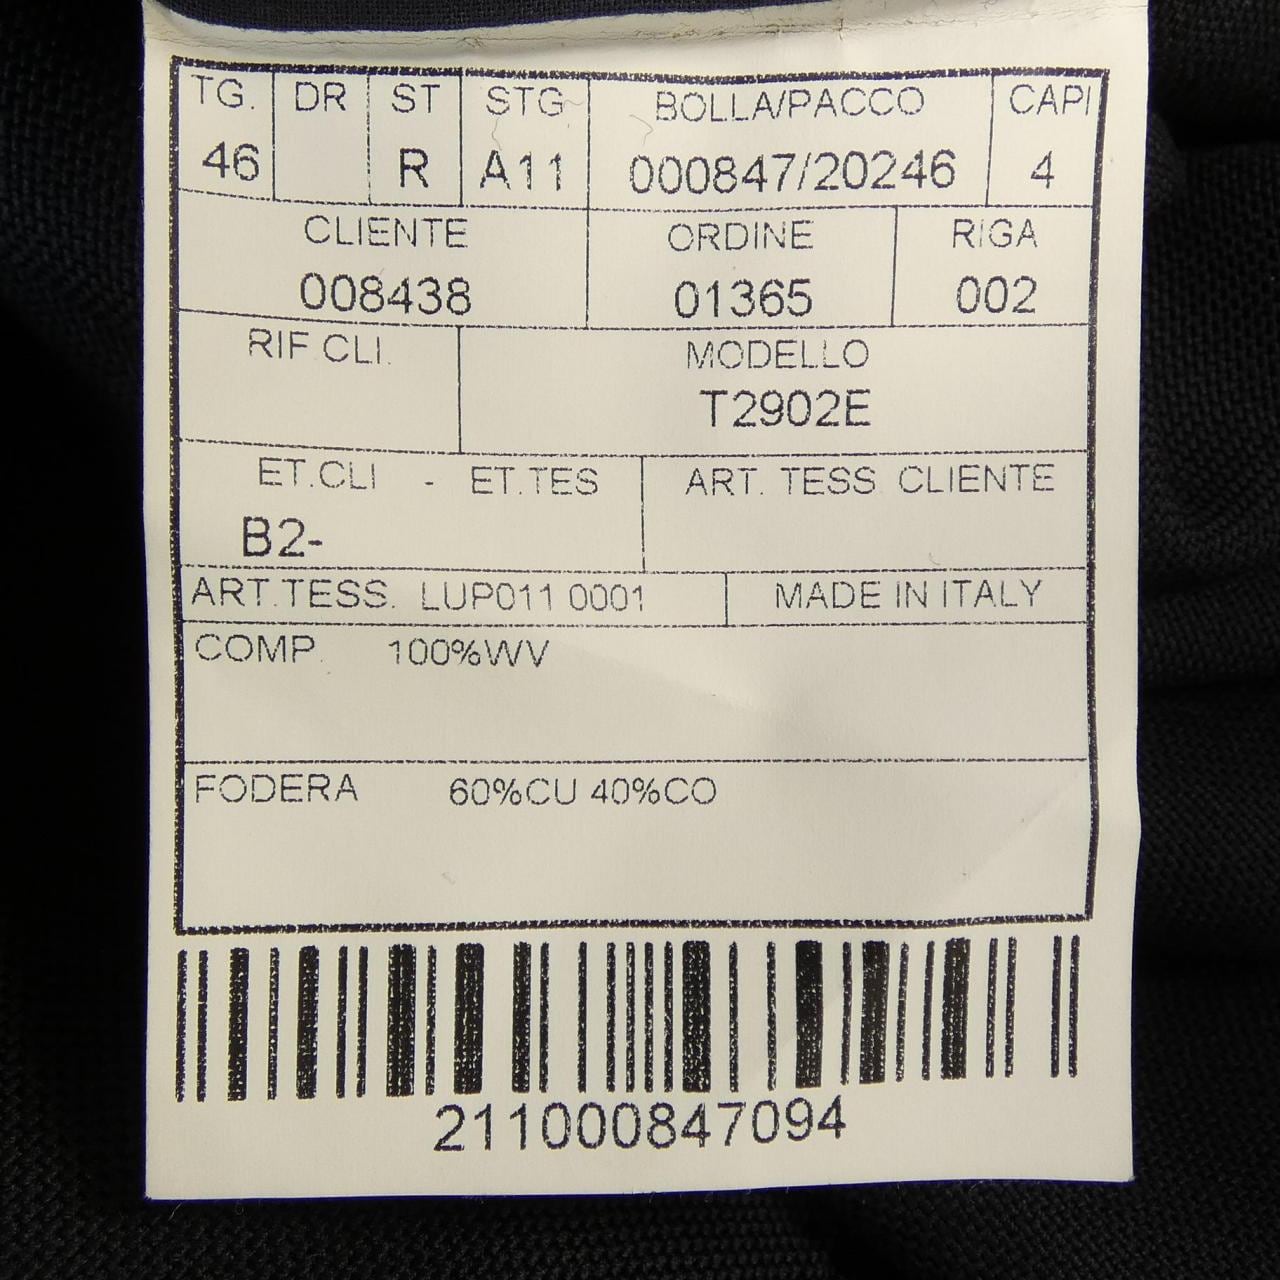 TG. DR ST STG BOLLA/PACCO CAPI
46 R A11 000847/20246 4
CLIENTE ORDINE RIGA
008438 01365 002
RIF.CLI. MODELLO
T2902E
ET.CLI - ET.TES ART. TESS. CLIENTE
B2-
ART.TESS. LUP011 0001 MADE IN ITALY
COMP. 100%WV
FODERA 60%CU 40%CO
211000847094